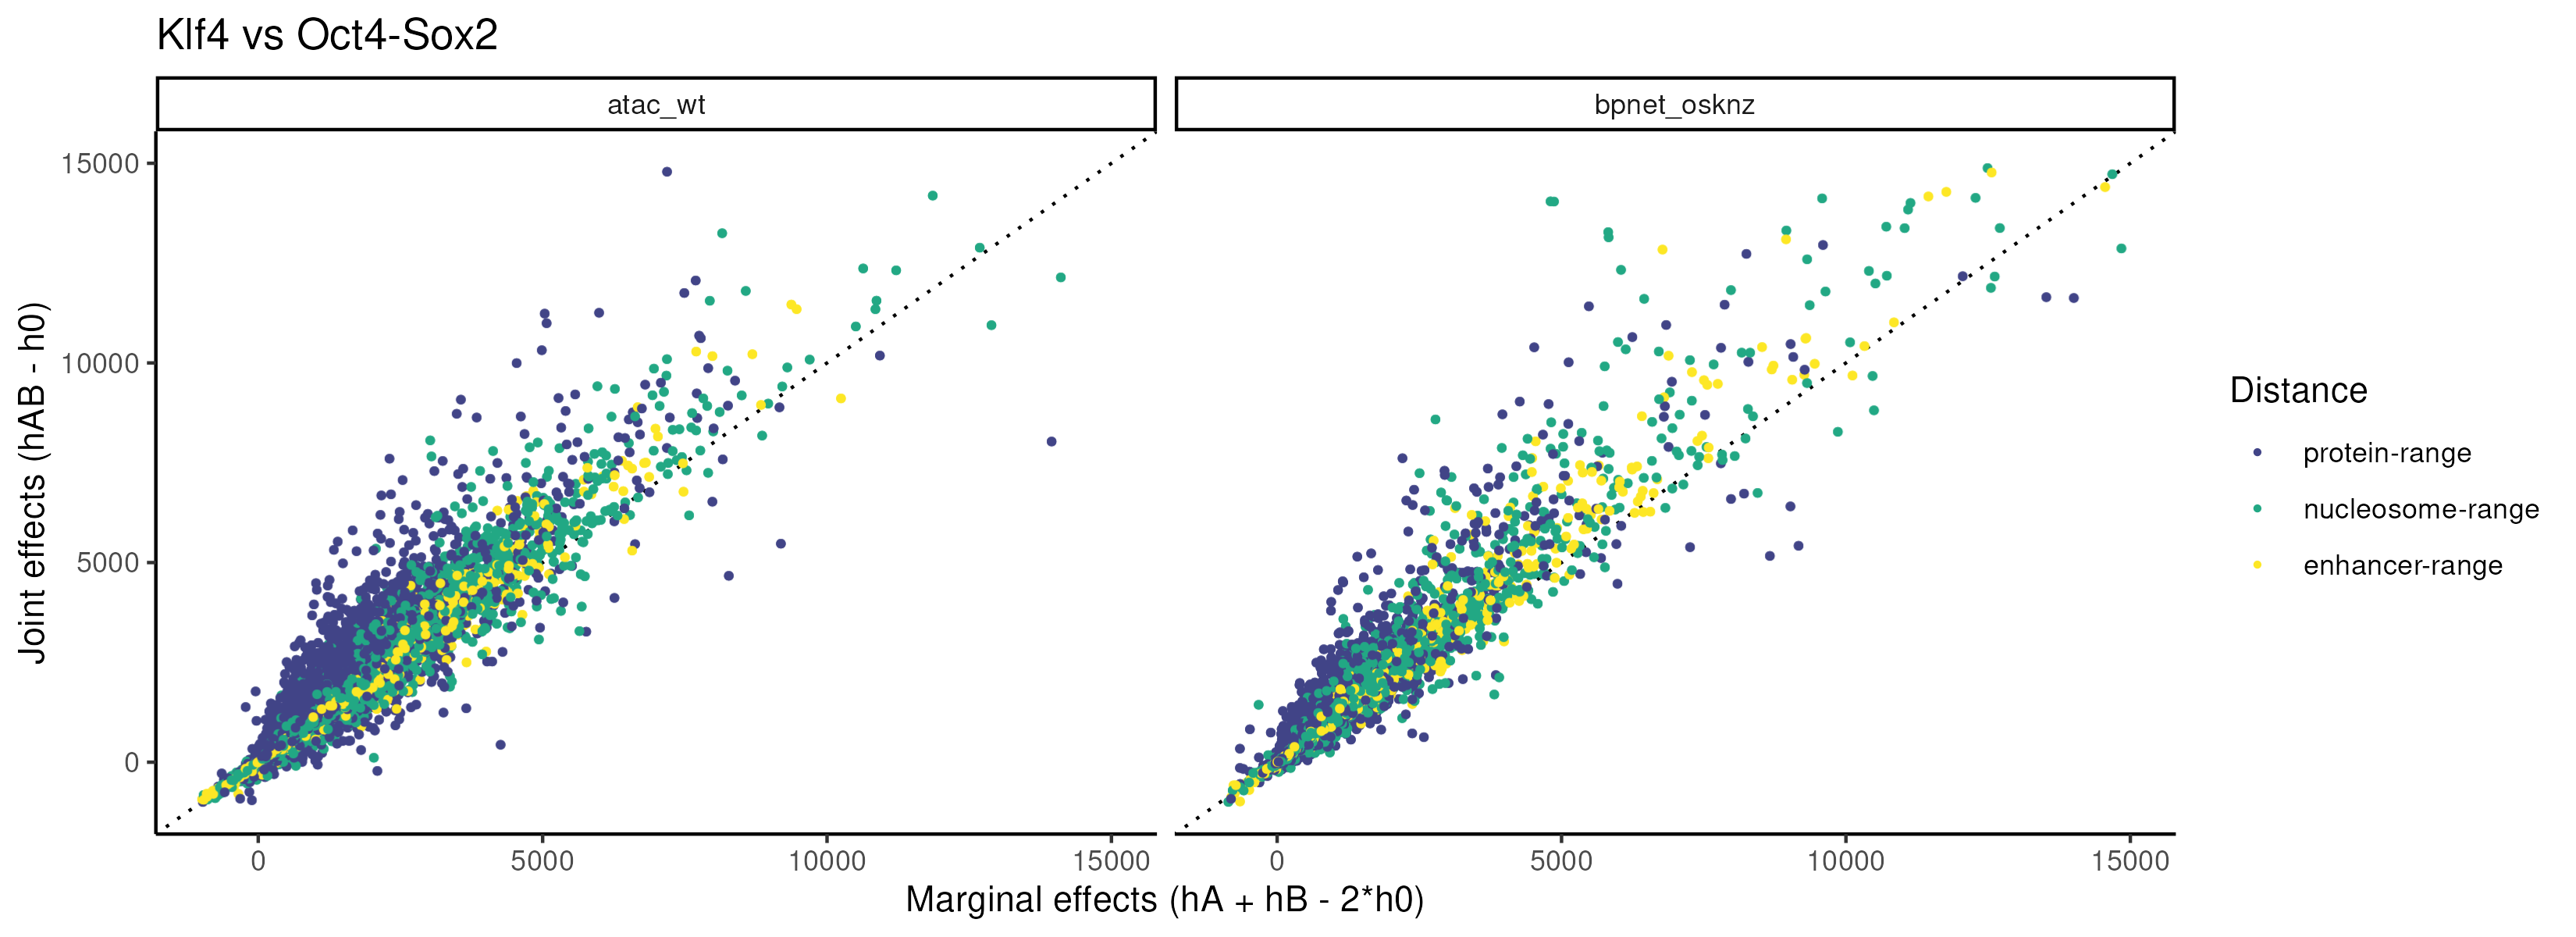 Klf4 vs Oct4-Sox2
atac_wt
bpnet_osknz
15000
10000
5000
0
Joint effects (hAB - h0)
0
5000
10000
15000
0
5000
10000
15000
Marginal effects (hA + hB - 2*h0)
Distance
protein-range
nucleosome-range
enhancer-range